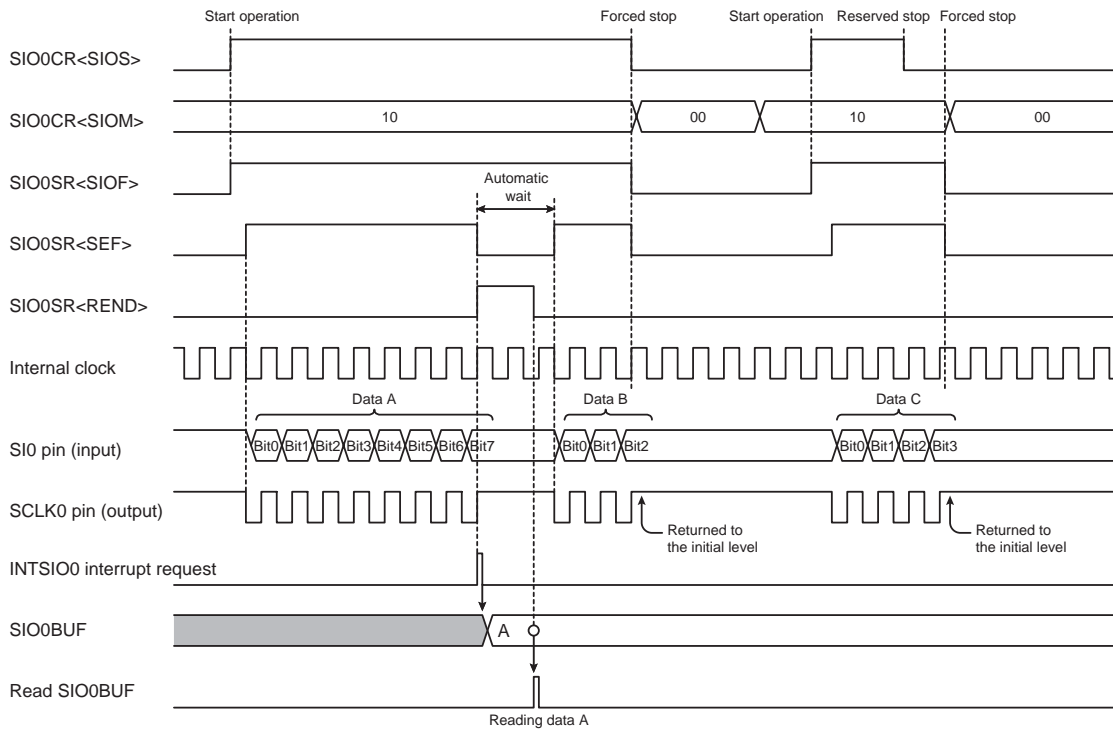 Start operation Forced stop Start operation Reserved stop Forced stop
SIO0CR<SIOS>
SIO0CR<SIOM> 10 00 10 00
SIO0SR<SIOF>
Automatic
wait
SIO0SR<SEF>
SIO0SR<REND>
Internal clock
Data A Data B Data C
SI0 pin (input) Bit0 Bit1 Bit2 Bit3 Bit4 Bit5 Bit6 Bit7 Bit0 Bit1 Bit2 Bit0 Bit1 Bit2 Bit3
SCLK0 pin (output)
Returned to
the initial level
Returned to
the initial level
INTSIO0 interrupt request
SIO0BUF A
Read SIO0BUF
Reading data A